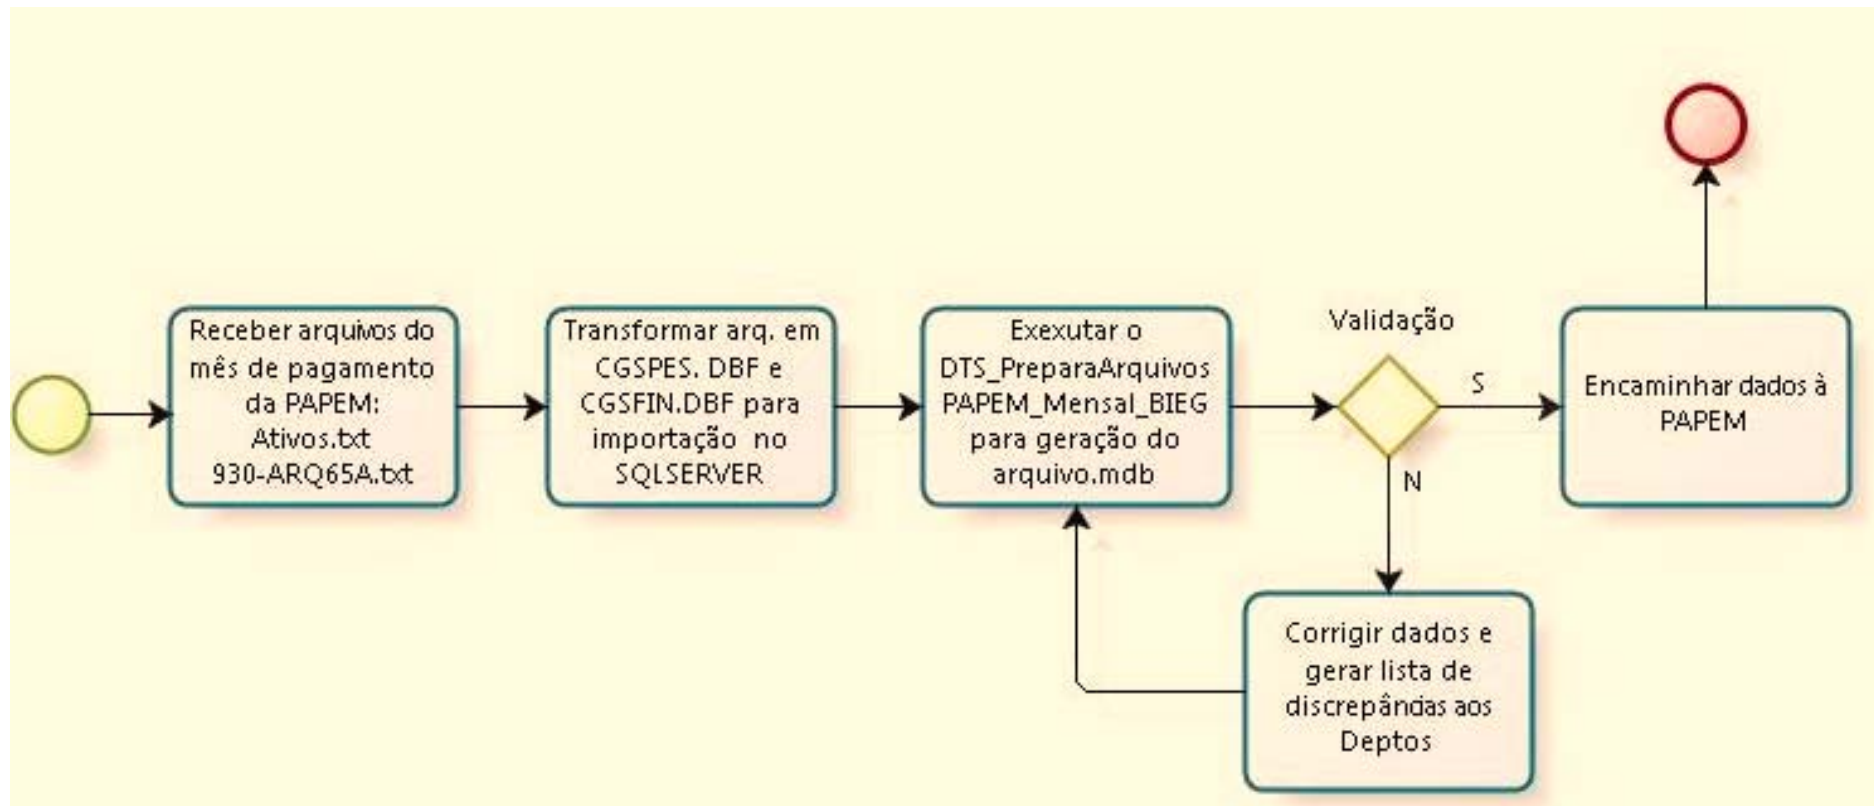 Receber arquivos do
mês de pagamento
da PAPEM:
Ativos.txt
930-ARQ65A.txt
Transformar arq. em
CGSPES. DBF e
CGSFIN.DBF para
importação no
SQLSERVER
Exexutar o
DTS_PreparaArquivos
PAPEM_Mensal_BIEG
para geração do
arquivo.mdb
Validação
S
N
Encaminhar dados à
PAPEM
Corrigir dados e
gerar lista de
discrepâncias aos
Deptos